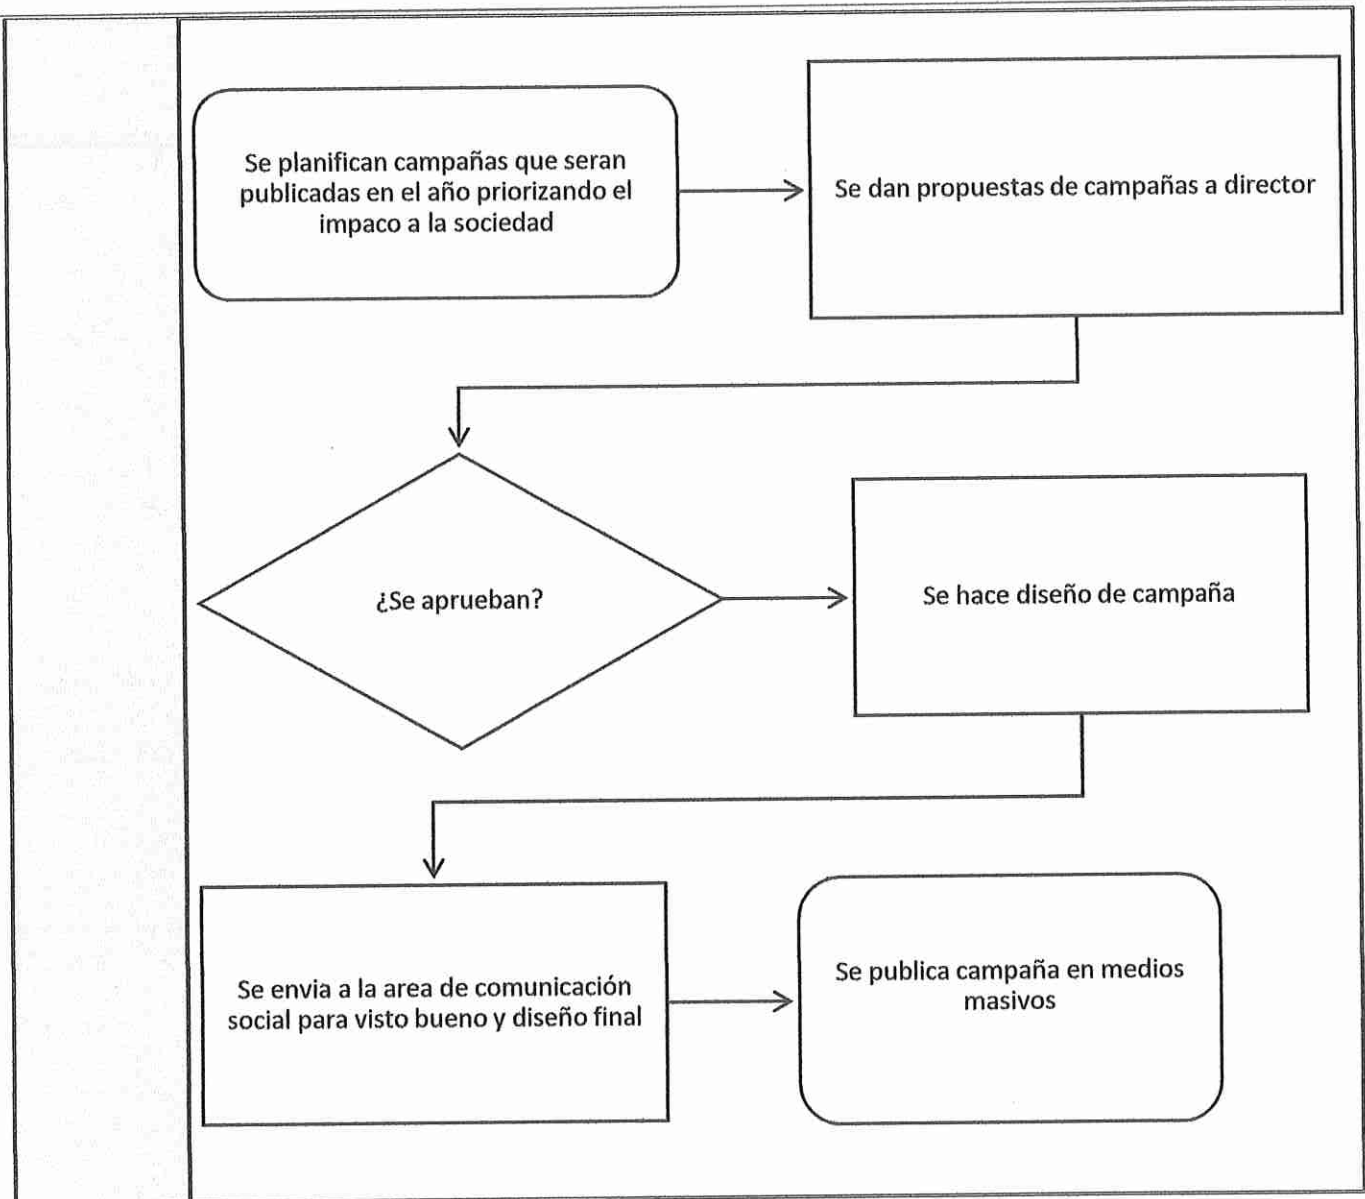 Se planifican campañas que seran
publicadas en el año priorizando el
impaco a la sociedad
Se dan propuestas de campañas a director
¿Se aprueban?
Se hace diseño de campaña
Se envia a la area de comunicación
social para visto bueno y diseño final
Se publica campaña en medios
masivos